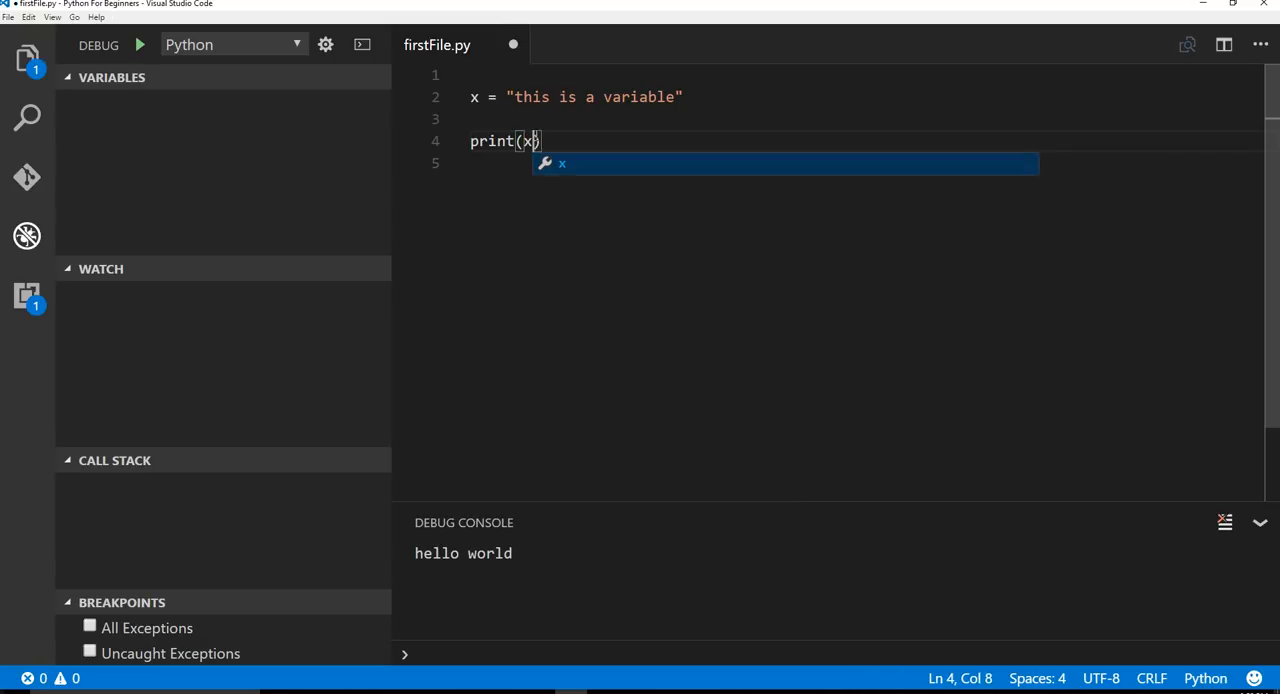 ● firstFile.py - Python For Beginners - Visual Studio Code
File Edit View Go Help
DEBUG Python
firstFile.py
1
VARIABLES
WATCH
CALL STACK
BREAKPOINTS
All Exceptions
Uncaught Exceptions
1
1
2 x = "this is a variable"
3
4 print(x)
x
5
DEBUG CONSOLE
hello world
0 0
Ln 4, Col 8 Spaces: 4 UTF-8 CRLF Python